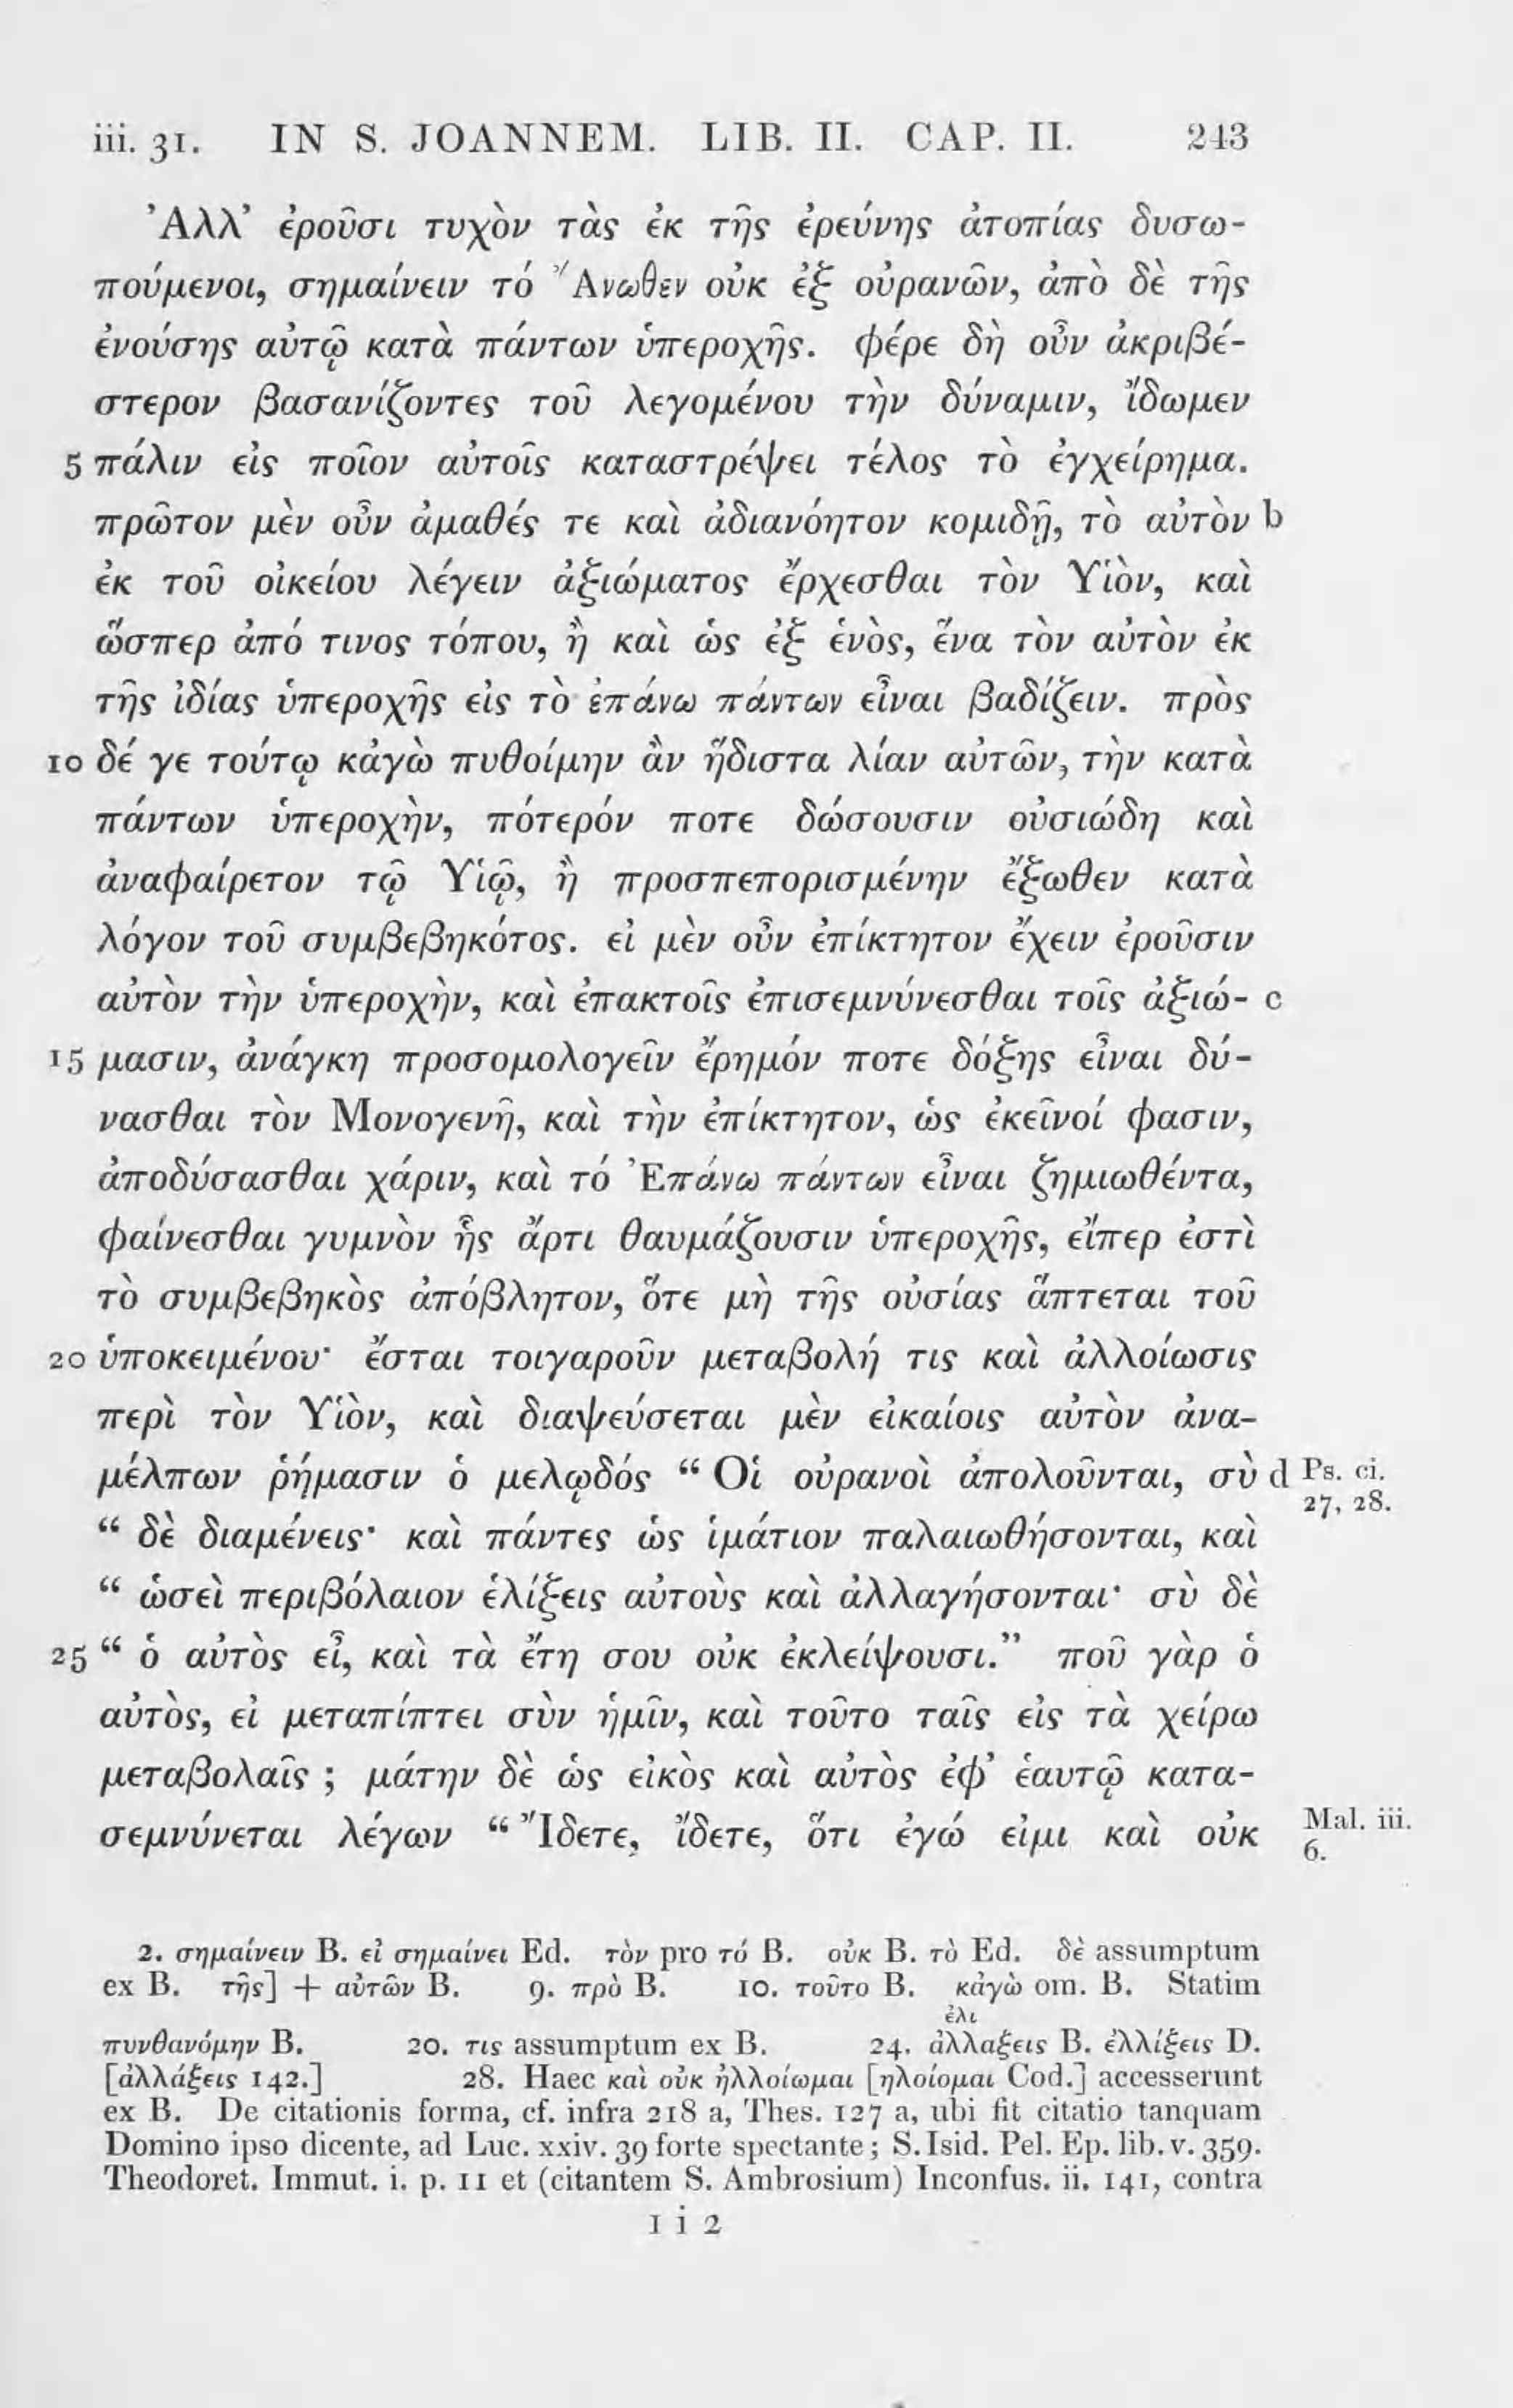 iii. 31. IN S. JOANNEM. LIB. II. CAP. II. 243
Ἀλλ’ ἐροῦσι τυχὸν τὰς ἐκ τῆς ἐρεύνης ἀτοπίας δυσω-
πούμενοι, σημαίνειν τό Ἄνωθεν οὐκ ἐξ οὐρανῶν, ἀπὸ δὲ τῆς
ἐνούσης αὐτῷ κατὰ πάντων ὑπεροχῆς. φέρε δὴ οὖν ἀκριβέ-
στερον βασανίζοντες τοῦ λεγομένου τὴν δύναμιν, ἴδωμεν
5 πάλιν εἰς ποῖον αὐτοῖς καταστρέψει τέλος τὸ ἐγχείρημα.
πρῶτον μὲν οὖν ἀμαθές τε καὶ ἀδιανόητον κομιδῇ, τὸ αὐτὸν b
ἐκ τοῦ οἰκείου λέγειν ἀξιώματος ἔρχεσθαι τὸν Υἱὸν, καὶ
ὥσπερ ἀπό τινος τόπου, ἢ καὶ ὡς ἐξ ἑνὸς, ἕνα τὸν αὐτὸν ἐκ
τῆς ἰδίας ὑπεροχῆς εἰς τὸ ἐπάνω πάντων εἶναι βαδίζειν. πρὸς
10 δέ γε τούτῳ κἀγὼ πυθοίμην ἂν ἥδιστα λίαν αὐτῶν, τὴν κατὰ
πάντων ὑπεροχὴν, πότερόν ποτε δώσουσιν οὐσιώδη καὶ
ἀναφαίρετον τῷ Υἱῷ, ἢ προσπεπορισμένην ἔξωθεν κατὰ
λόγον τοῦ συμβεβηκότος. εἰ μὲν οὖν ἐπίκτητον ἔχειν ἐροῦσιν
αὐτὸν τὴν ὑπεροχὴν, καὶ ἐπακτοῖς ἐπισεμνύνεσθαι τοῖς ἀξιώ- c
15 μασιν, ἀνάγκη προσομολογεῖν ἔρημόν ποτε δόξης εἶναι δύ-
νασθαι τὸν Μονογενῆ, καὶ τὴν ἐπίκτητον, ὡς ἐκεῖνοί φασιν,
ἀποδύσασθαι χάριν, καὶ τό Ἐπάνω πάντων εἶναι ζημιωθέντα,
φαίνεσθαι γυμνὸν ἧς ἄρτι θαυμάζουσιν ὑπεροχῆς, εἴπερ ἐστὶ
τὸ συμβεβηκὸς ἀπόβλητον, ὅτε μὴ τῆς οὐσίας ἅπτεται τοῦ
20 ὑποκειμένου· ἔσται τοιγαροῦν μεταβολή τις καὶ ἀλλοίωσις
περὶ τὸν Υἱὸν, καὶ διαψεύσεται μὲν εἰκαίοις αὐτὸν ἀνα-
μέλπων ῥήμασιν ὁ μελῳδός “ Οἱ οὐρανοὶ ἀπολοῦνται, σὺ d Ps. ci.
27, 28.
“ δὲ διαμένεις· καὶ πάντες ὡς ἱμάτιον παλαιωθήσονται, καὶ
“ ὡσεὶ περιβόλαιον ἑλίξεις αὐτοὺς καὶ ἀλλαγήσονται· σὺ δὲ
25 “ ὁ αὐτὸς εἶ, καὶ τὰ ἔτη σου οὐκ ἐκλείψουσι.” ποῦ γὰρ ὁ
αὐτὸς, εἰ μεταπίπτει σὺν ἡμῖν, καὶ τοῦτο ταῖς εἰς τὰ χείρω
μεταβολαῖς ; μάτην δὲ ὡς εἰκὸς καὶ αὐτὸς ἐφ’ ἑαυτῷ κατα-
σεμνύνεται λέγων “ Ἴδετε, ἴδετε, ὅτι ἐγώ εἰμι καὶ οὐκ Mal. iii.
6.
2. σημαίνειν B. εἰ σημαίνει Ed. τὸν pro τό B. οὐκ B. τὸ Ed. δὲ assumptum
ex B. τῆς] + αὐτῶν B. 9. πρὸ B. 10. τοῦτο B. κἀγὼ om. B. Statim
ἑλι
πυνθανόμην B. 20. τις assumptum ex B. 24. ἀλλαξεις B. ἑλλίξεις D.
[ἀλλάξεις 142.] 28. Haec καὶ οὐκ ἠλλοίωμαι [ηλοίομαι Cod.] accesserunt
ex B. De citationis forma, cf. infra 218 a, Thes. 127 a, ubi fit citatio tanquam
Domino ipso dicente, ad Luc. xxiv. 39 forte spectante; S. Isid. Pel. Ep. lib. v. 359.
Theodoret. Immut. i. p. 11 et (citantem S. Ambrosium) Inconfus. ii. 141, contra
I i 2